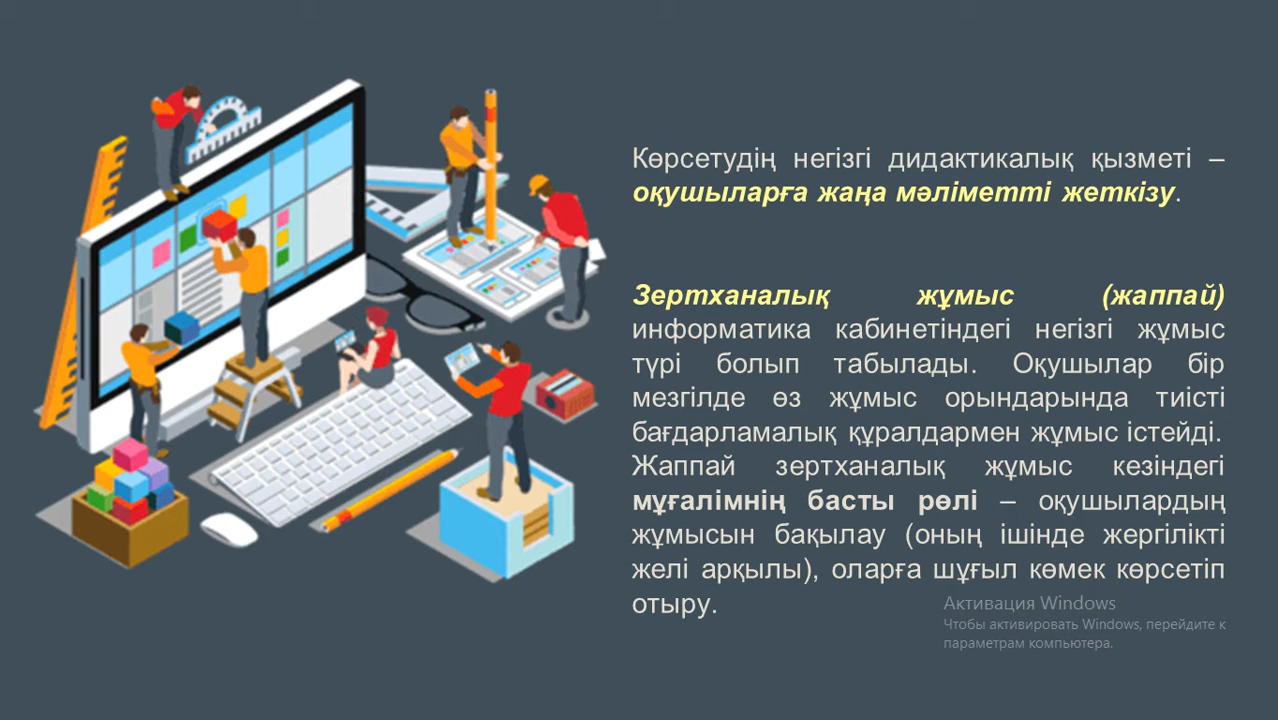 Көрсетудің негізгі дидактикалық қызметі –
оқушыларға жаңа мәліметті жеткізу.
Зертханалық жұмыс (жаппай)
информатика кабинетіндегі негізгі жұмыс
түрі болып табылады. Оқушылар бір
мезгілде өз жұмыс орындарында тиісті
бағдарламалық құралдармен жұмыс істейді.
Жаппай зертханалық жұмыс кезіндегі
мұғалімнің басты рөлі – оқушылардың
жұмысын бақылау (оның ішінде жергілікті
желі арқылы), оларға шұғыл көмек көрсетіп
отыру.
Активация Windows
Чтобы активировать Windows, перейдите к
параметрам компьютера.